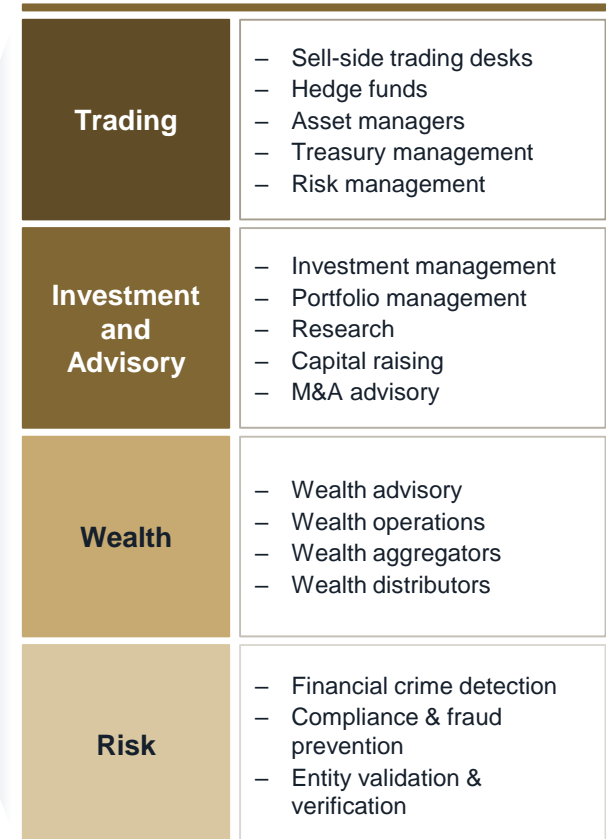 Trading
– Sell-side trading desks
– Hedge funds
– Asset managers
– Treasury management
– Risk management
Investment
and
Advisory
– Investment management
– Portfolio management
– Research
– Capital raising
– M&A advisory
Wealth
– Wealth advisory
– Wealth operations
– Wealth aggregators
– Wealth distributors
Risk
– Financial crime detection
– Compliance & fraud
prevention
– Entity validation &
verification